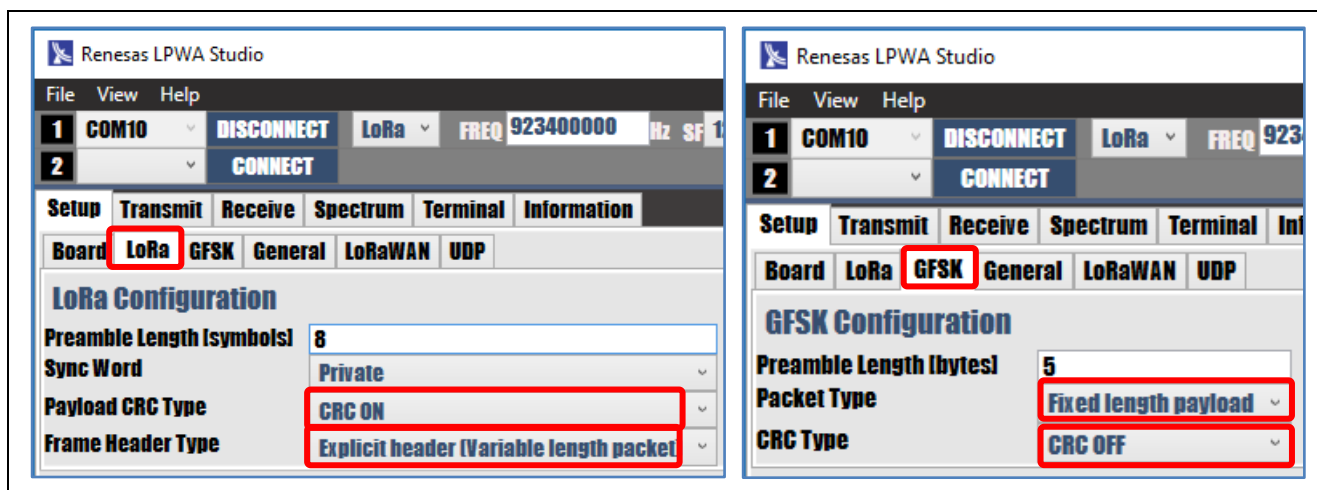 Renesas LPWA Studio
File View Help
1 COM10 DISCONNECT LoRa FREQ 923400000 Hz SF
2 CONNECT
Setup Transmit Receive Spectrum Terminal Information
Board LoRa GFSK General LoRaWAN UDP
LoRa Configuration
Preamble Length [symbols] 8
Sync Word Private
Payload CRC Type CRC ON
Frame Header Type Explicit header (Variable length packet)
Renesas LPWA Studio
File View Help
1 COM10 DISCONNECT LoRa FREQ 923
2 CONNECT
Setup Transmit Receive Spectrum Terminal Inf
Board LoRa GFSK General LoRaWAN UDP
GFSK Configuration
Preamble Length [bytes] 5
Packet Type Fixed length payload
CRC Type CRC OFF